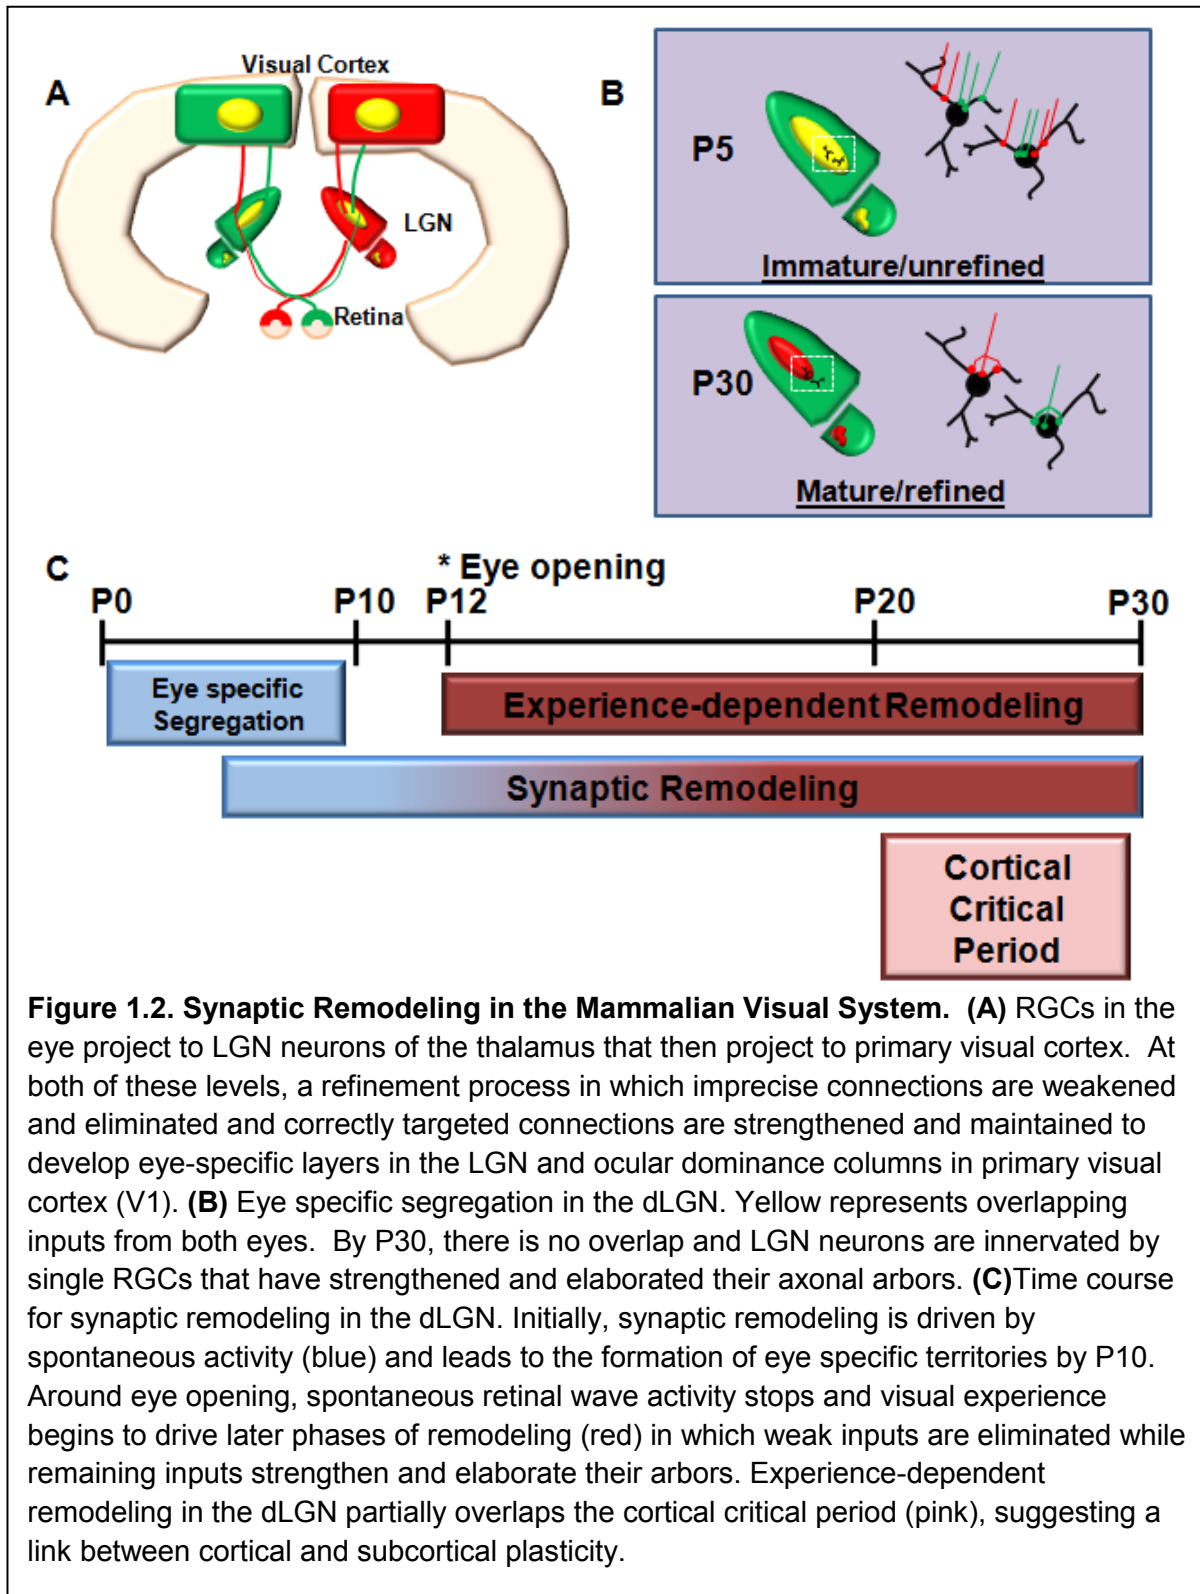 Visual Cortex
A
LGN
Retina
B
P5
Immature/unrefined
P30
Mature/refined
C
* Eye opening
P0 P10 P12 P20 P30
Eye specific
Segregation
Experience-dependent Remodeling
Synaptic Remodeling
Cortical
Critical
Period
Figure 1.2. Synaptic Remodeling in the Mammalian Visual System. (A) RGCs in the
eye project to LGN neurons of the thalamus that then project to primary visual cortex. At
both of these levels, a refinement process in which imprecise connections are weakened
and eliminated and correctly targeted connections are strengthened and maintained to
develop eye-specific layers in the LGN and ocular dominance columns in primary visual
cortex (V1). (B) Eye specific segregation in the dLGN. Yellow represents overlapping
inputs from both eyes. By P30, there is no overlap and LGN neurons are innervated by
single RGCs that have strengthened and elaborated their axonal arbors. (C)Time course
for synaptic remodeling in the dLGN. Initially, synaptic remodeling is driven by
spontaneous activity (blue) and leads to the formation of eye specific territories by P10.
Around eye opening, spontaneous retinal wave activity stops and visual experience
begins to drive later phases of remodeling (red) in which weak inputs are eliminated while
remaining inputs strengthen and elaborate their arbors. Experience-dependent
remodeling in the dLGN partially overlaps the cortical critical period (pink), suggesting a
link between cortical and subcortical plasticity.